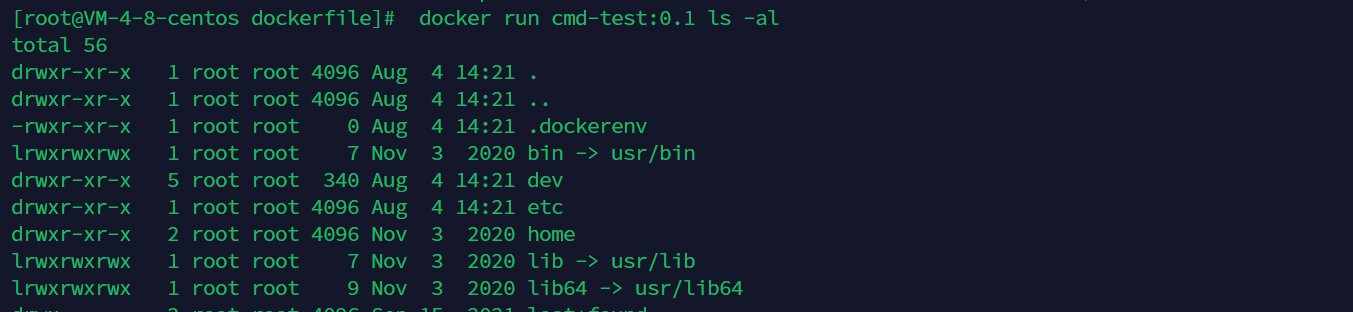 [root@VM-4-8-centos dockerfile]#  docker run cmd-test:0.1 ls -al
total 56
drwxr-xr-x   1 root root 4096 Aug  4 14:21 .
drwxr-xr-x   1 root root 4096 Aug  4 14:21 ..
-rwxr-xr-x   1 root root    0 Aug  4 14:21 .dockerenv
lrwxrwxrwx   1 root root    7 Nov  3  2020 bin -> usr/bin
drwxr-xr-x   5 root root  340 Aug  4 14:21 dev
drwxr-xr-x   1 root root 4096 Aug  4 14:21 etc
drwxr-xr-x   2 root root 4096 Nov  3  2020 home
lrwxrwxrwx   1 root root    7 Nov  3  2020 lib -> usr/lib
lrwxrwxrwx   1 root root    9 Nov  3  2020 lib64 -> usr/lib64